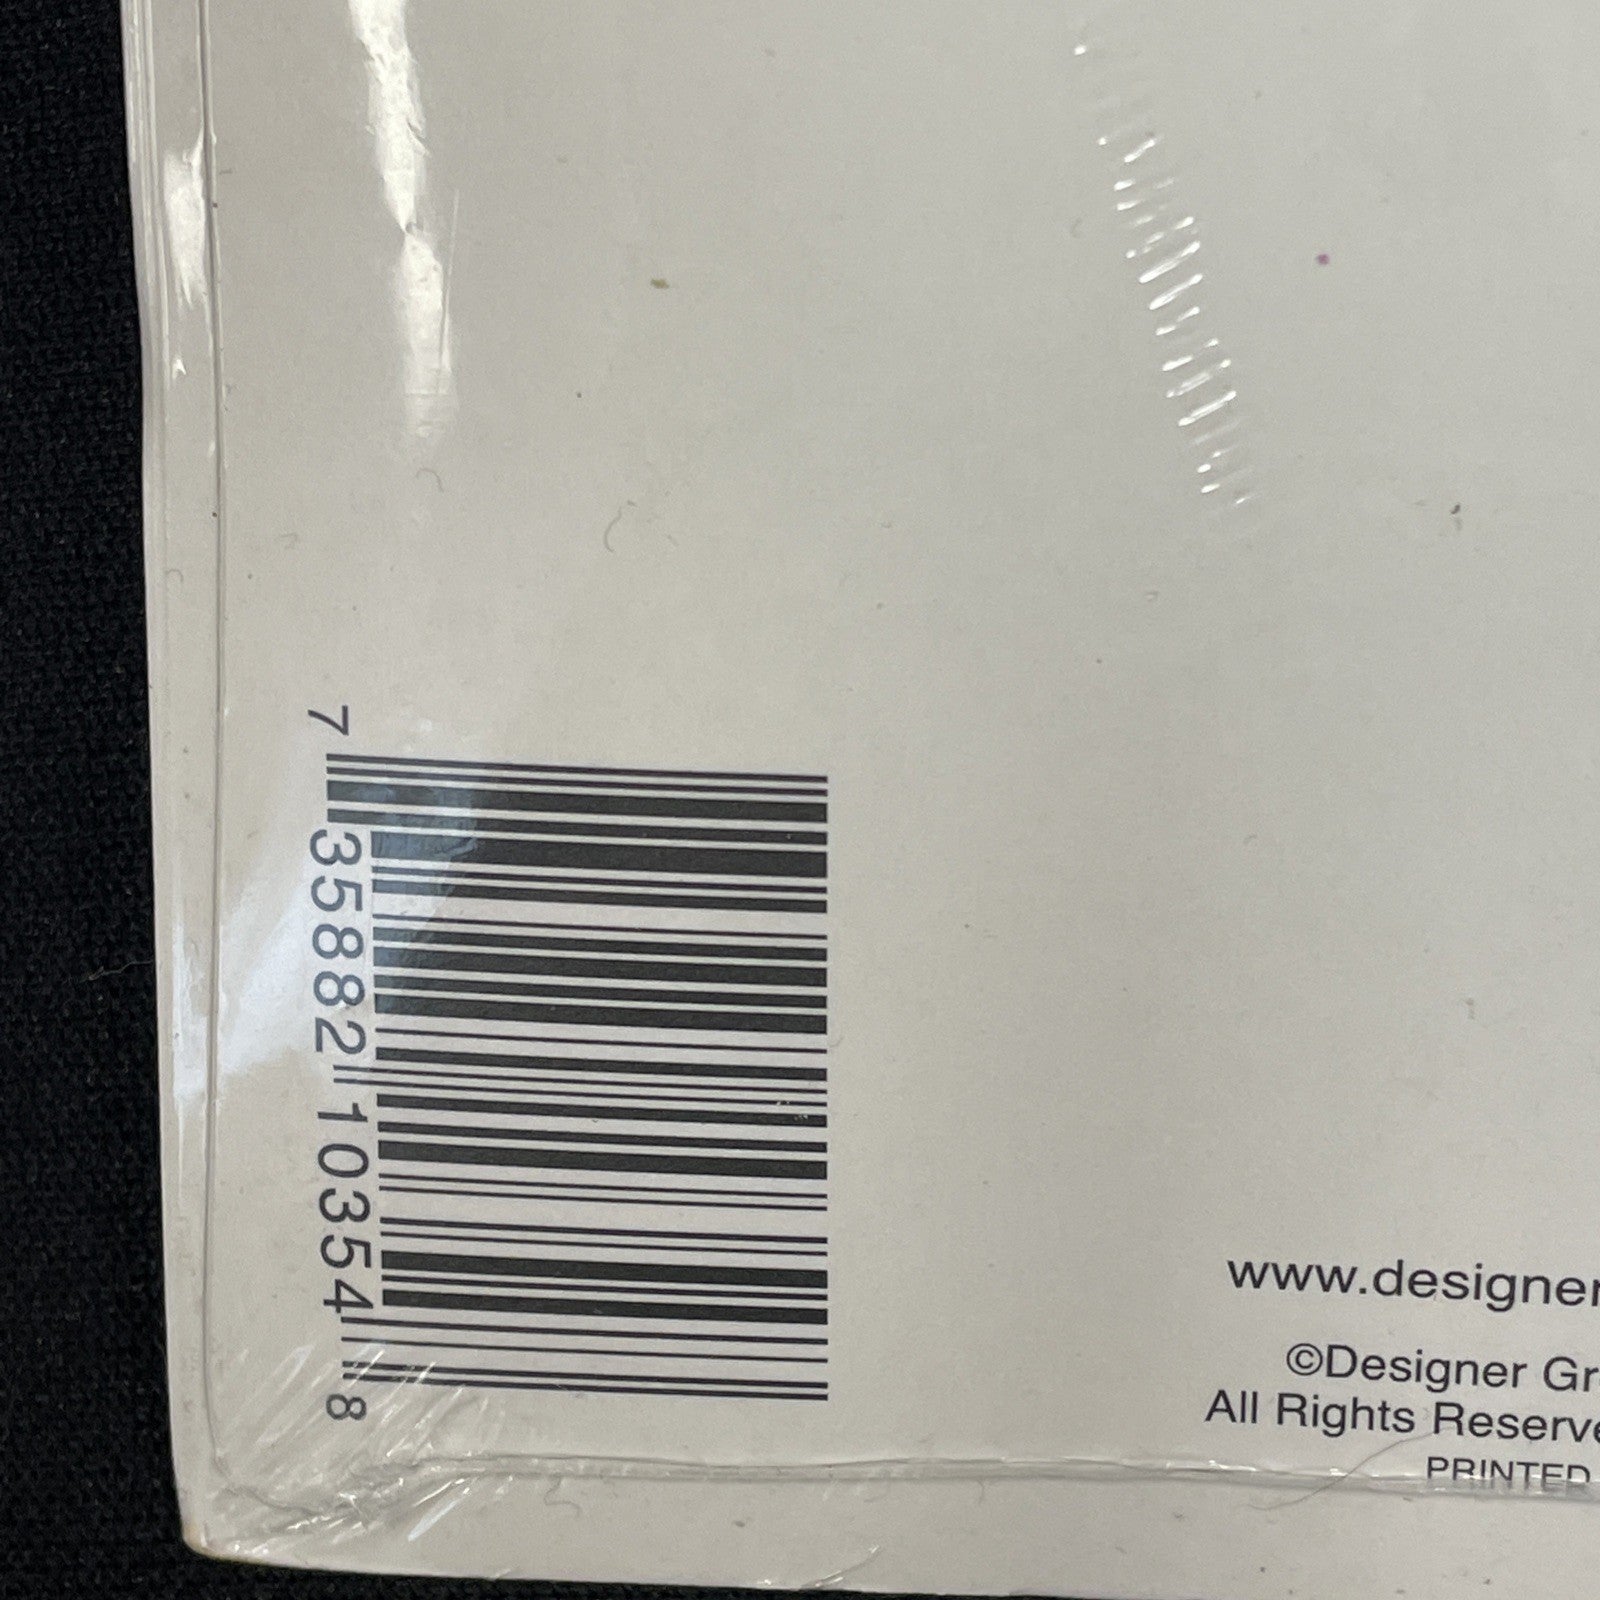 7 35882 10354 8
www.designer
©Designer Gr
All Rights Reserve
PRINTED